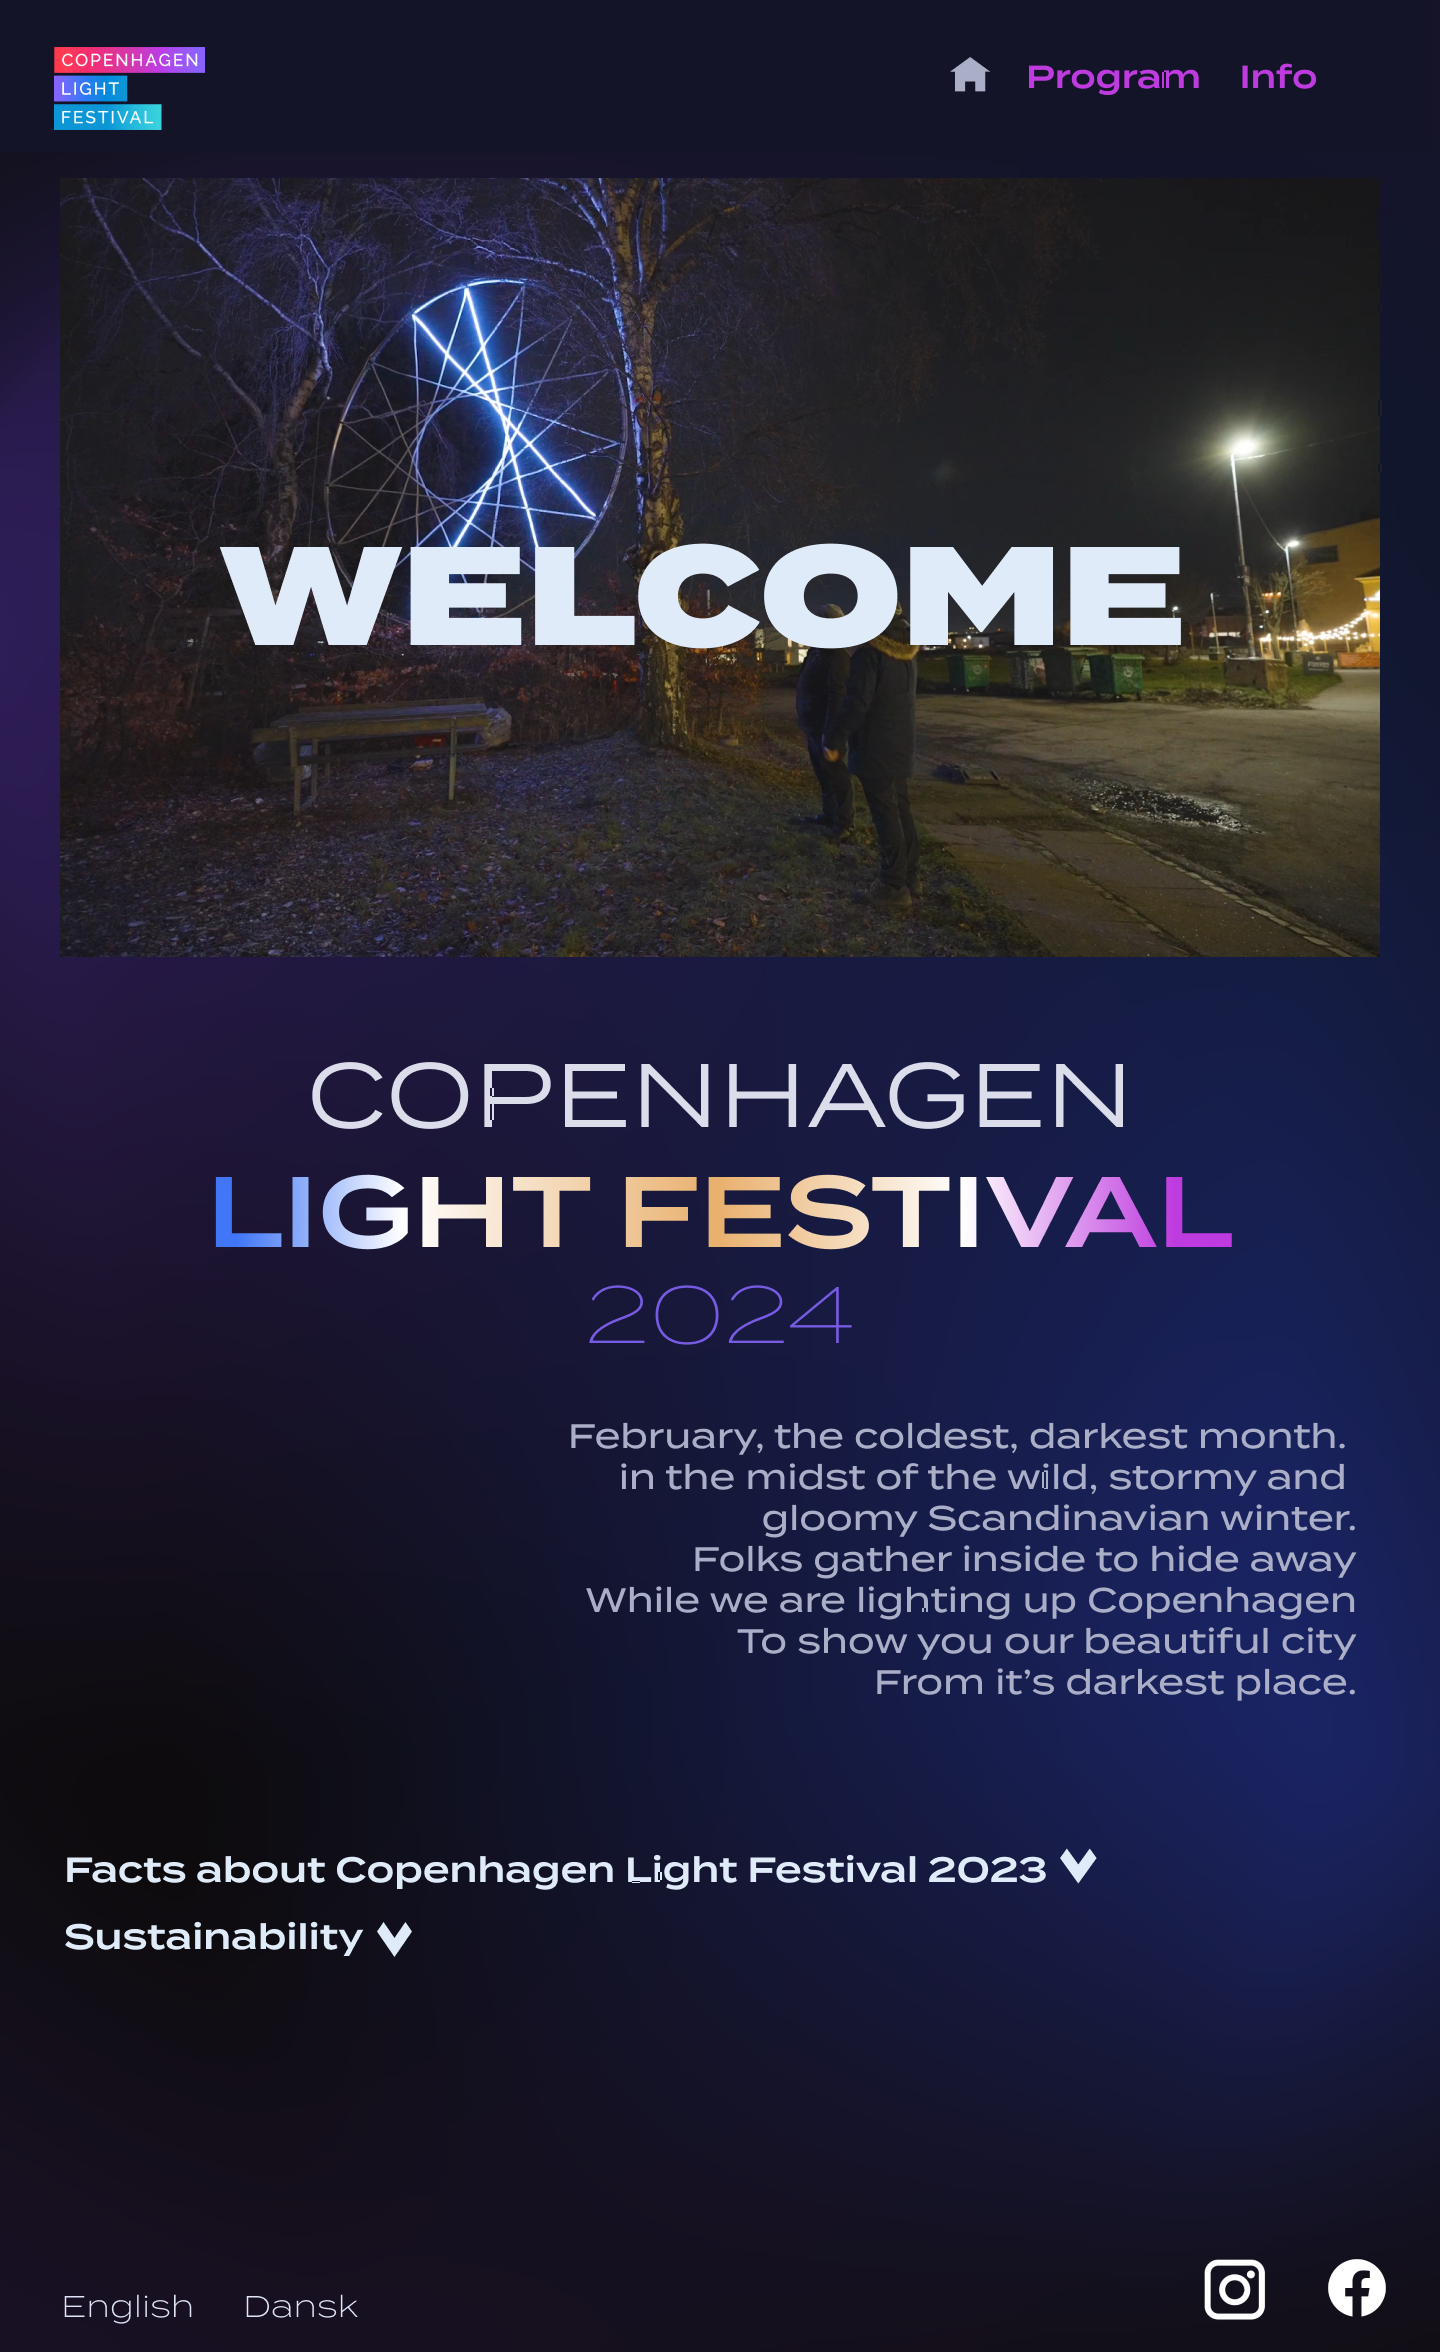 COPENHAGEN
LIGHT
FESTIVAL
Program
Info
WELCOME
COPENHAGEN
LIGHT FESTIVAL
2024
February, the coldest, darkest month.
in the midst of the wild, stormy and
gloomy Scandinavian winter.
Folks gather inside to hide away
While we are lighting up Copenhagen
To show you our beautiful city
From it’s darkest place.
Facts about Copenhagen Light Festival 2023
Sustainability
English
Dansk